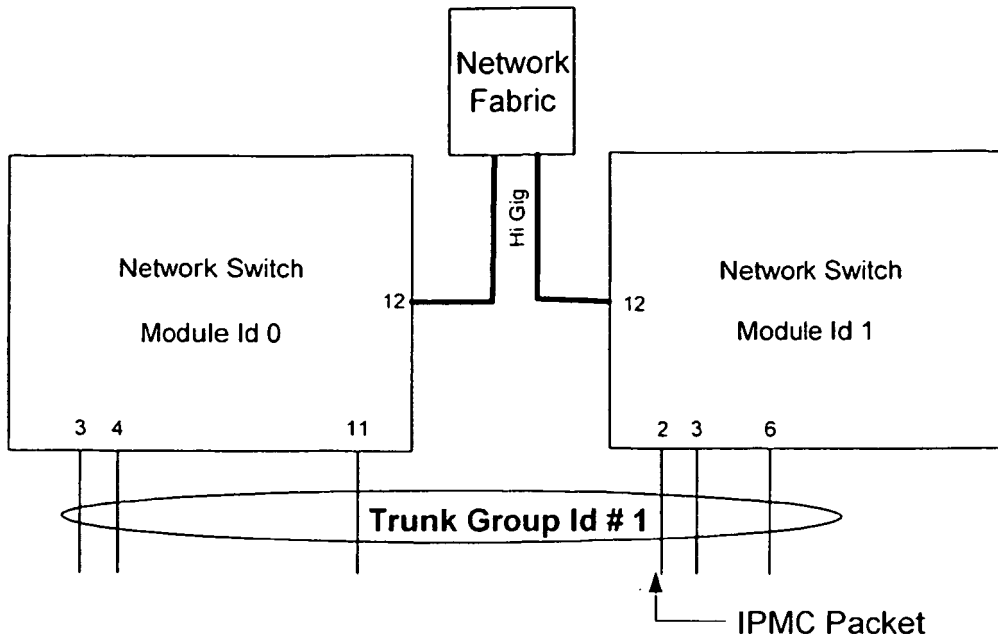 Network
Fabric
Hi Gig
Network Switch
Module Id 0
12
3 4 11
Network Switch
Module Id 1
12
2 3 6
Trunk Group Id # 1
IPMC Packet